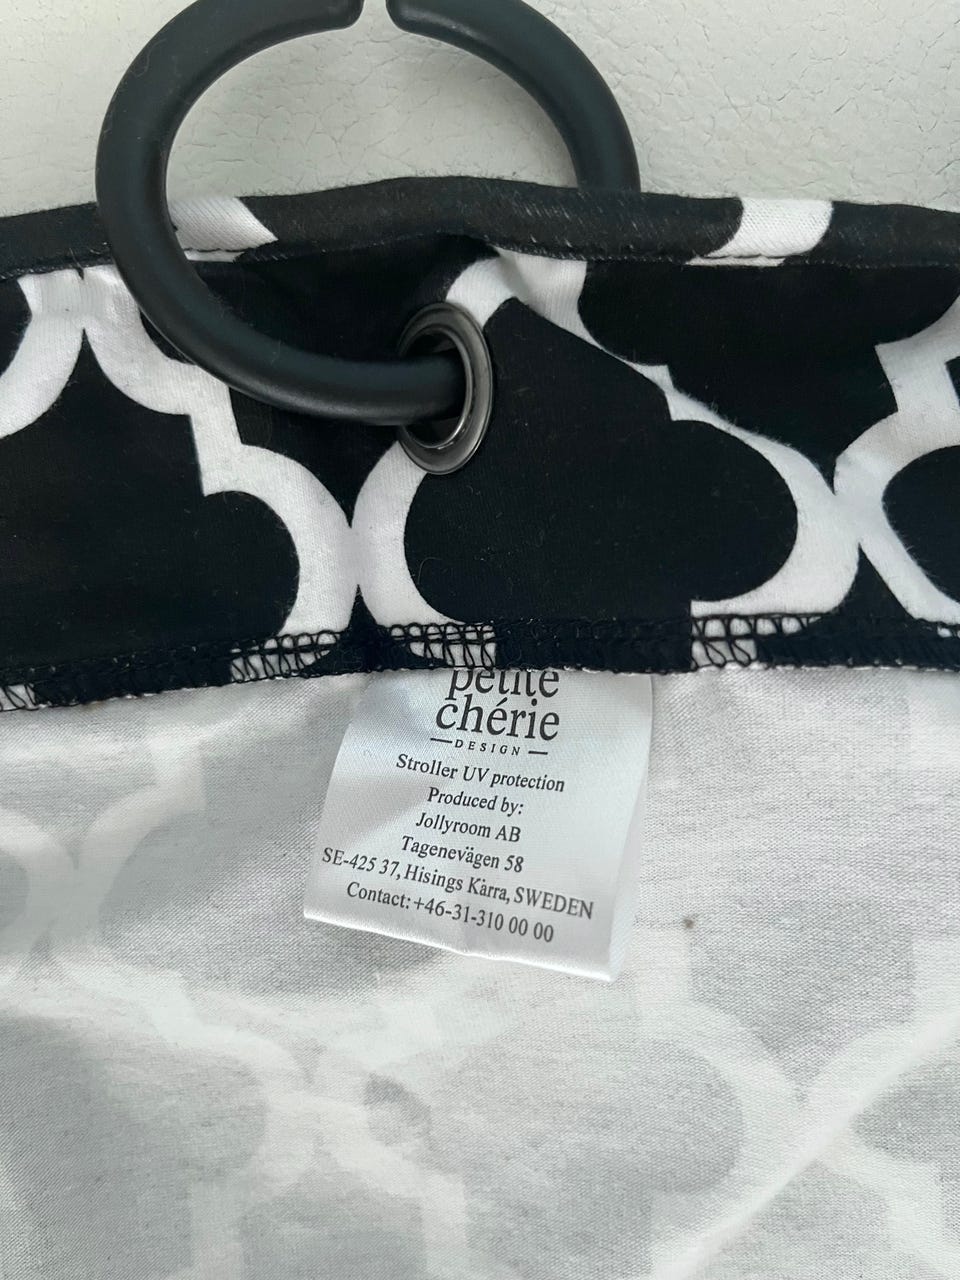 petite
chérie
DESIGN
Stroller UV protection
Produced by:
Jollyroom AB
Tagenevägen 58
SE-425 37, Hisings Kärra, SWEDEN
Contact: +46-31-310 00 00